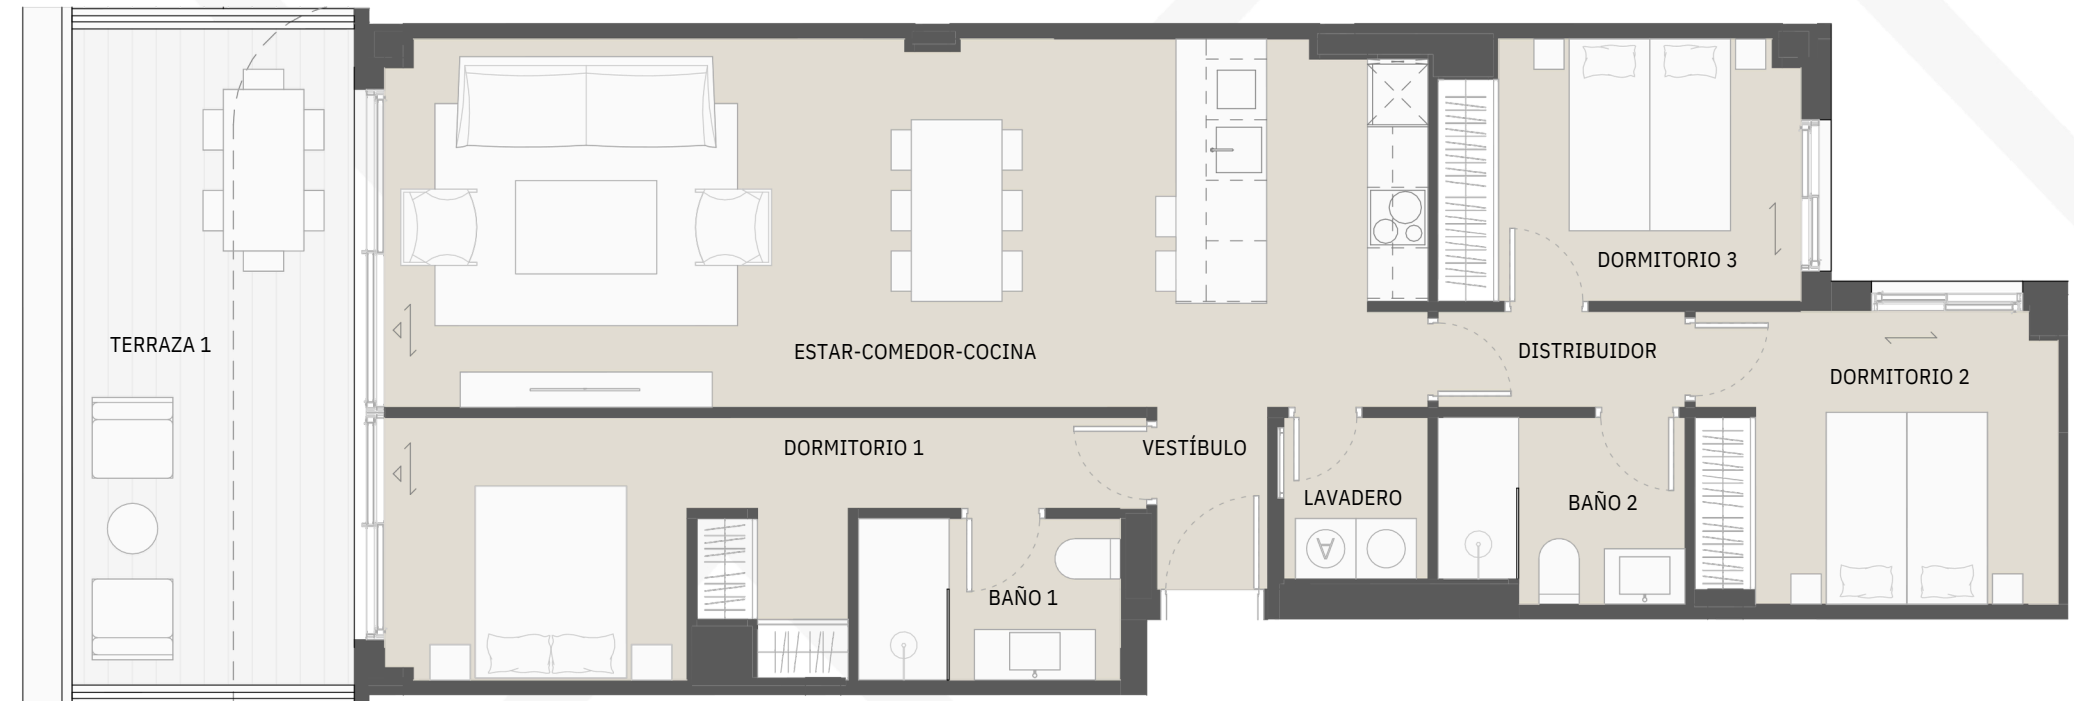 DORMITORIO 3
TERRAZA 1
ESTAR-COMEDOR-COCINA
DISTRIBUIDOR
DORMITORIO 2
DORMITORIO 1
VESTÍBULO
LAVADERO
BAÑO 2
A
BAÑO 1